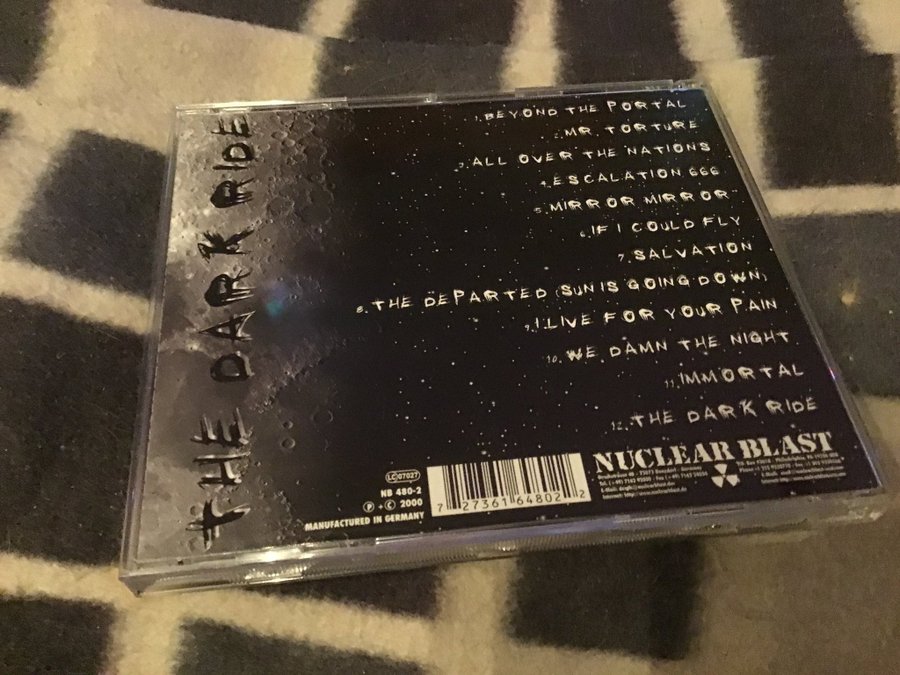 THE DARK RIDE
1. BEYOND THE PORTAL
2. MR. TORTURE
3. ALL OVER THE NATIONS
4. ESCALATION 666
5. MIRROR MIRROR
6. IF I COULD FLY
7. SALVATION
8. THE DEPARTED (SUN IS GOING DOWN)
9. I LIVE FOR YOUR PAIN
10. WE DAMN THE NIGHT
11. IMMORTAL
12. THE DARK RIDE
LC 07027
NB 480-2
℗ + © 2000
MANUFACTURED IN GERMANY
7 27361 64802 2
NUCLEAR BLAST